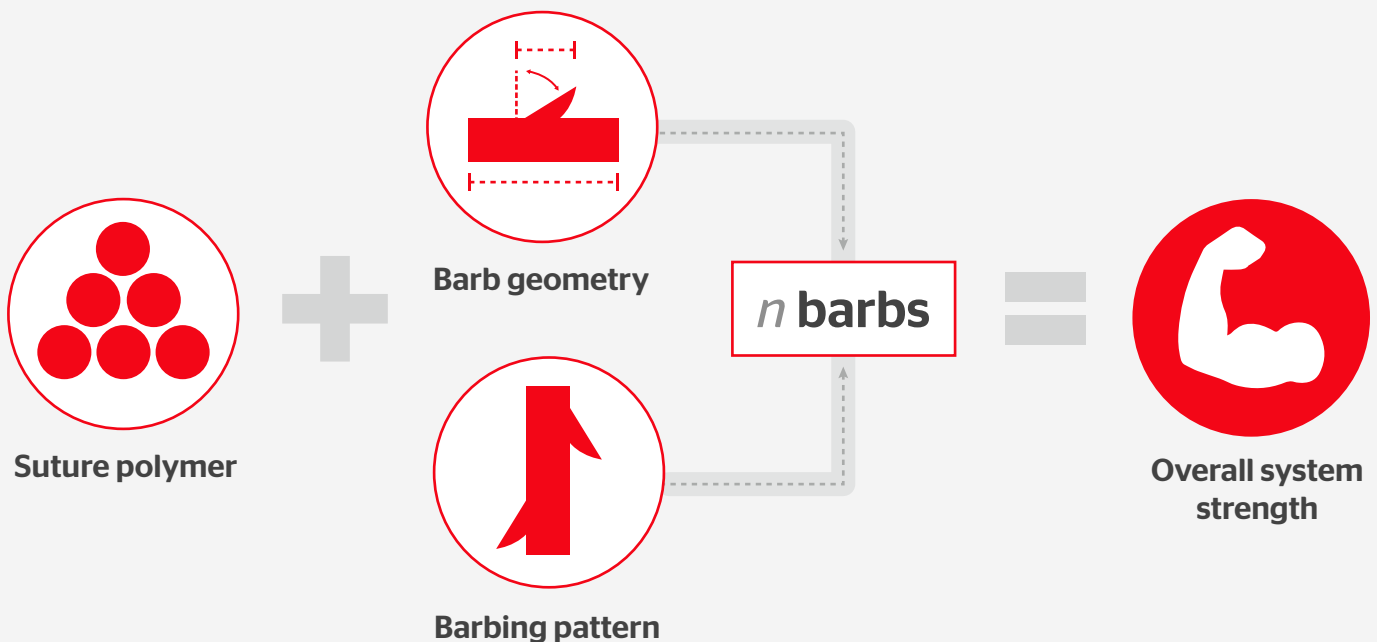 Suture polymer
Barb geometry
Barbing pattern
n barbs
Overall system
strength